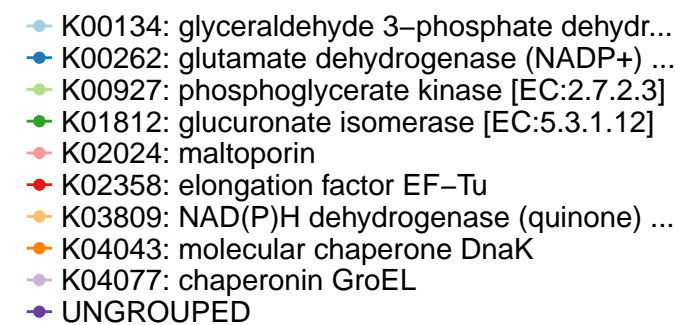 K00134: glyceraldehyde 3−phosphate dehydr...
K00262: glutamate dehydrogenase (NADP+) ...
K00927: phosphoglycerate kinase [EC:2.7.2.3]
K01812: glucuronate isomerase [EC:5.3.1.12]
K02024: maltoporin
K02358: elongation factor EF−Tu
K03809: NAD(P)H dehydrogenase (quinone) ...
K04043: molecular chaperone DnaK
K04077: chaperonin GroEL
UNGROUPED